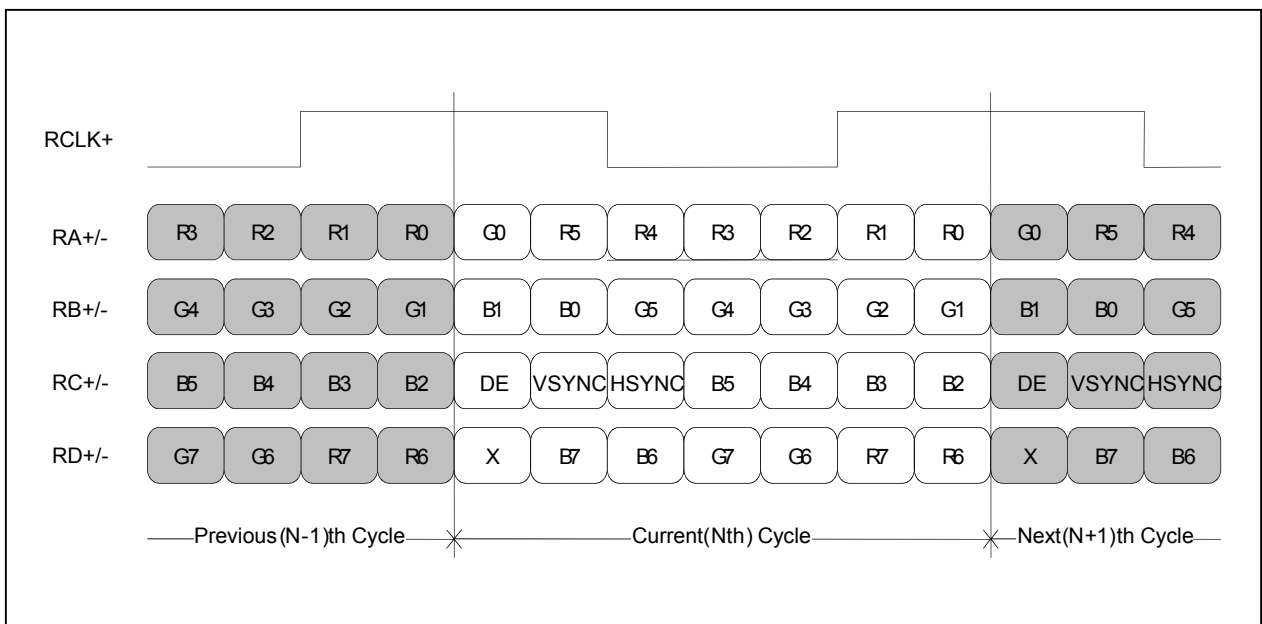 RCLK+
RA+/- R3 R2 R1 R0 G0 R5 R4 R3 R2 R1 R0 G0 R5 R4
RB+/- G4 G3 G2 G1 B1 B0 G5 G4 G3 G2 G1 B1 B0 G5
RC+/- B5 B4 B3 B2 DE VSYNC HSYNC B5 B4 B3 B2 DE VSYNC HSYNC
RD+/- G7 G6 R7 R6 X B7 B6 G7 G6 R7 R6 X B7 B6
Previous(N-1)th Cycle Current(Nth) Cycle Next(N+1)th Cycle